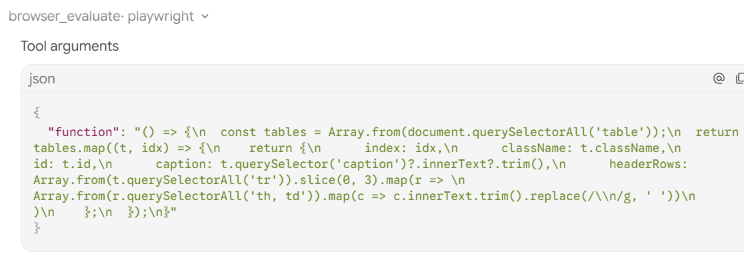 browser_evaluate· playwright
Tool arguments
json
{
"function": "() => {\n  const tables = Array.from(document.querySelectorAll('table'));\n  return
tables.map((t, idx) => {\n    return {\n      index: idx,\n      className: t.className,\n
id: t.id,\n      caption: t.querySelector('caption')?.innerText?.trim(),\n      headerRows:
Array.from(t.querySelectorAll('tr')).slice(0, 3).map(r => \n
Array.from(r.querySelectorAll('th, td')).map(c => c.innerText.trim().replace(/\\n/g, ' '))\n
)\n    };\n  });\n}"
}